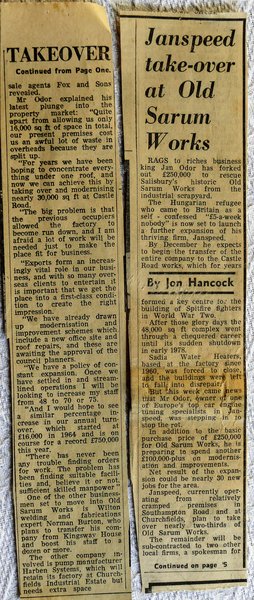 Janspeed
take-over
at Old
Sarum
Works
RAGS to riches business
king Jan Odor has forked
out £250,000 to rescue
Salisbury's historic Old
Sarum Works from the
industrial scrapyard.
The Hungarian refugee
who came to Britain as a
self - confessed "£5-a-week
nobody" is now set to launch
a further expansion of his
thriving firm, Janspeed.
By December he expects
to begin the transfer of the
entire company to the Castle
Road works, which for years
By Jon Hancock
formed a key centre for the
building of Spitfire fighters
in World War Two.
After those glory days the
48,000 sq ft complex went
through a chequered career
until its sudden shutdown
in early 1978.
Sadia Water Heaters,
based at the factory since
1960, was forced to close,
and the buildings were left
to fall into disrepair.
But this week came news
that Mr Odor, owner of one
of Europe's top car engine
tuning specialists in Jan-
speed, was stepping in to
stop the rot.
In addition to the basic
purchase price of £250,000
for Old Sarum Works, he is
preparing to spend another
£100,000-plus on moderni-
sation and improvements.
Net result of the expan-
sion could be nearly 30 new
jobs for the area.
Janspeed, currently oper-
ating from relatively
cramped premises in
Southampton Road and at
Churchfields, plan to take
over nearly two-thirds of
Old Sarum Works.
The remainder will be
sub-contracted to two other
local firms, a spokesman for
Continued on page 5
TAKEOVER
Continued from Page One.
sale agents Fox and Sons
revealed.
Mr Odor explained his
latest plunge into the
property market: "Quite
apart from allowing us only
16,000 sq ft of space in total,
our present premises cost
us an awful lot of waste in
overheads because they are
split up.
"For years we have been
hoping to concentrate every-
thing under one roof, and
now we can achieve this by
taking over and modernising
nearly 30,000 sq ft at Castle
Road.
"The big problem is that
the previous occupiers
allowed the factory to
become run down, and I am
afraid a lot of work will be
needed just to make the
place fit for business.
"Exports form an increas-
ingly vital role in our busi-
ness, and with so many over-
seas clients to entertain it
is important that we get the
place into a first-class condi-
tion to create the right
impression.
"We have already drawn
up modernisation and
improvement schemes which
include a new office site and
roof repairs, and these are
awaiting the approval of the
council planners.
"We have a policy of con-
stant expansion. Once we
have settled in and stream-
lined operations I will be
looking to increase my staff
from 48 to 70 or 75.
"And I would hope to see
a similar percentage in-
crease in our annual turn-
over, which started at
£16,000 in 1964 and is on
course for a record £750,000
this year.
"There has never been
any trouble finding orders
for work. The problem has
been finding suitable facili-
ties and, believe it or not,
sufficient skilled manpower"
One of the other business-
men set to move into Old
Sarum Works is Wilton
welding and fabrications
expert Norman Burton, who
plans to transfer his com-
pany from Kingsway House
and boost his staff to a
dozen or more.
The other company in-
volved is pump manufacturer
Harben Systems, which will
retain its factory at Church-
fields Industrial Estate but
needs extra space